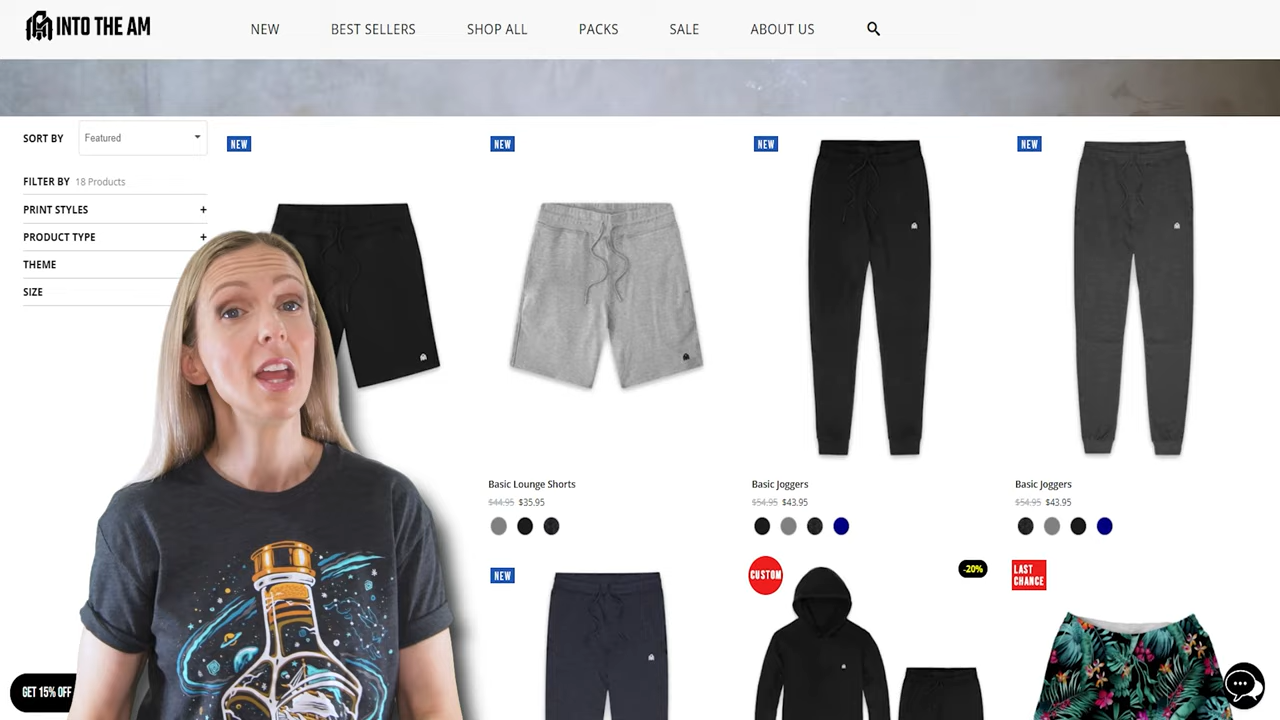 INTO THE AM
NEW
BEST SELLERS
SHOP ALL
PACKS
SALE
ABOUT US
SORT BY
Featured
FILTER BY 18 Products
PRINT STYLES +
PRODUCT TYPE +
THEME
SIZE
NEW
NEW
NEW
NEW
Basic Lounge Shorts
$44.95 $35.95
Basic Joggers
$54.95 $43.95
Basic Joggers
$54.95 $43.95
NEW
CUSTOM
-20%
LAST
CHANCE
GET 15% OFF